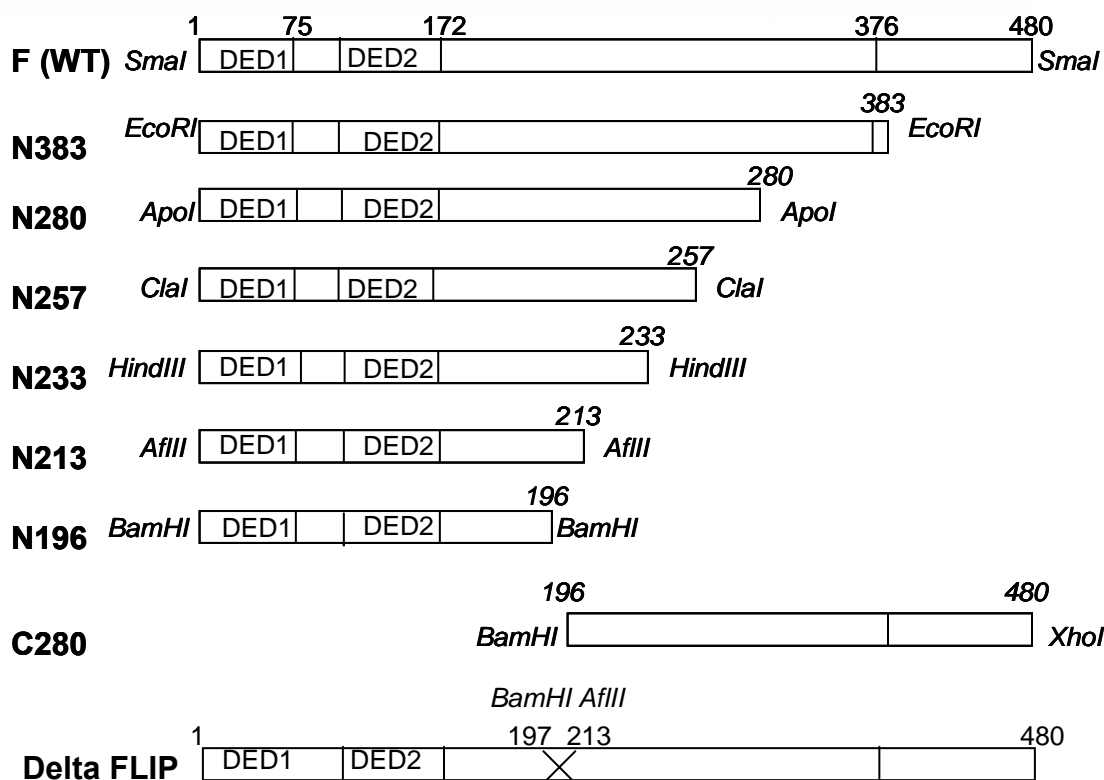 1 75 172 376 480
F (WT) SmaI DED1 DED2 SmaI
383
N383 EcoRI DED1 DED2 EcoRI
280
N280 ApoI DED1 DED2 ApoI
257
N257 ClaI DED1 DED2 ClaI
233
N233 HindIII DED1 DED2 HindIII
213
N213 AflII DED1 DED2 AflII
196
N196 BamHI DED1 DED2 BamHI
196 480
C280 BamHI XhoI
BamHI AflII
1 197 213 480
Delta FLIP DED1 DED2